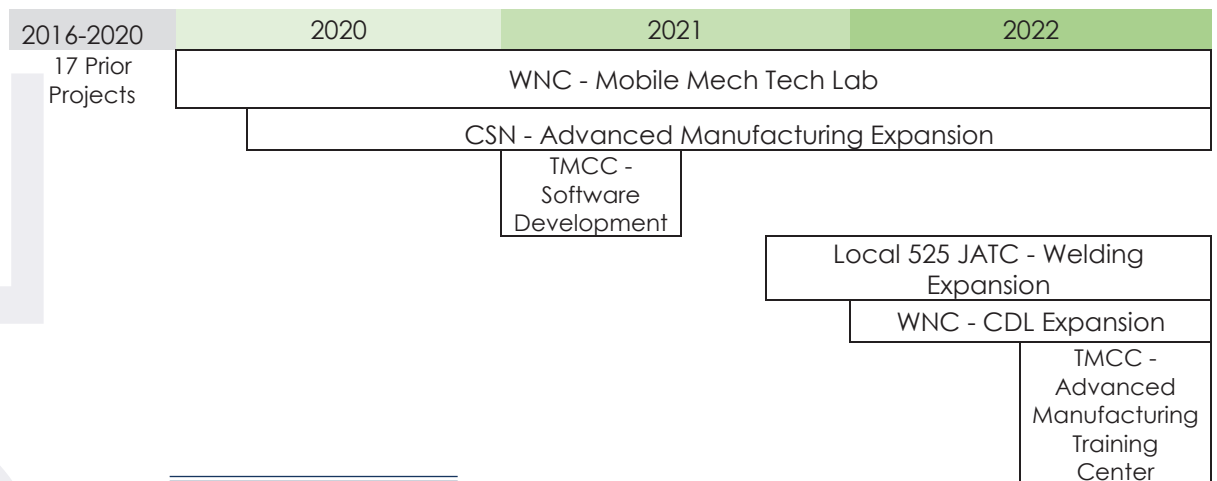 2016-2020 2020 2021 2022
17 Prior
Projects
WNC - Mobile Mech Tech Lab
CSN - Advanced Manufacturing Expansion
TMCC -
Software
Development
Local 525 JATC - Welding
Expansion
WNC - CDL Expansion
TMCC -
Advanced
Manufacturing
Training
Center